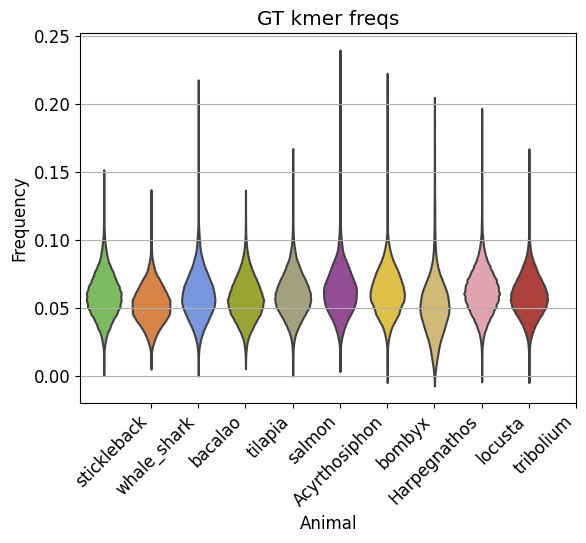 GT kmer freqs
Frequency
0.25
0.20
0.15
0.10
0.05
0.00
stickleback
whale_shark
bacalao
tilapia
salmon
Acyrthosiphon
bombyx
Harpegnathos
locusta
tribolium
Animal